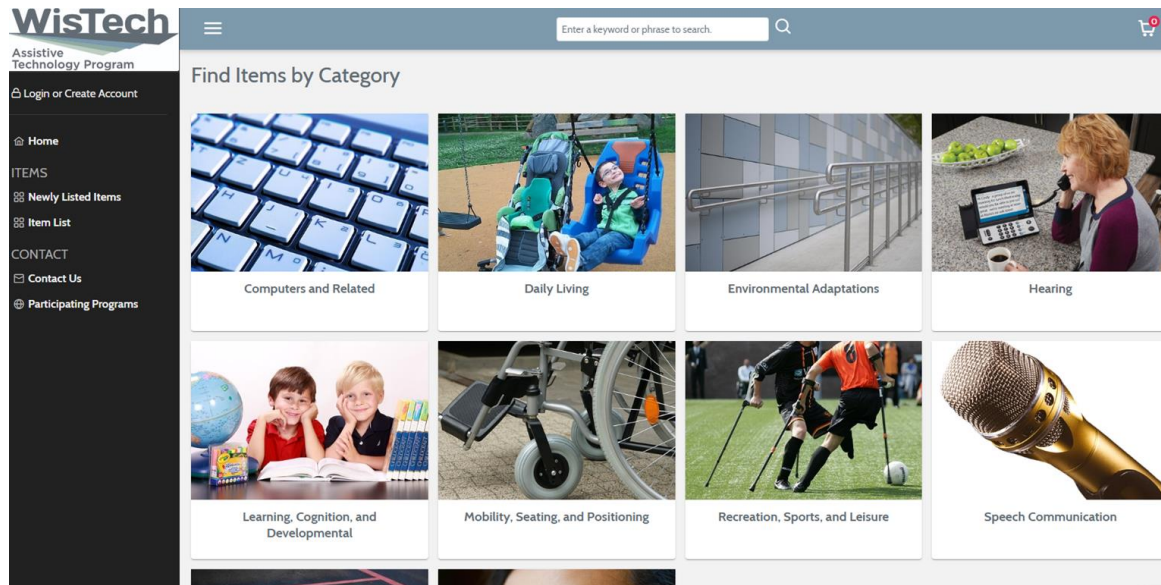 WisTech
Assistive
Technology Program
Login or Create Account
Home
ITEMS
Newly Listed Items
Item List
CONTACT
Contact Us
Participating Programs
Enter a keyword or phrase to search.
0
Find Items by Category
Computers and Related
Daily Living
Environmental Adaptations
Hearing
Learning, Cognition, and
Developmental
Mobility, Seating, and Positioning
Recreation, Sports, and Leisure
Speech Communication